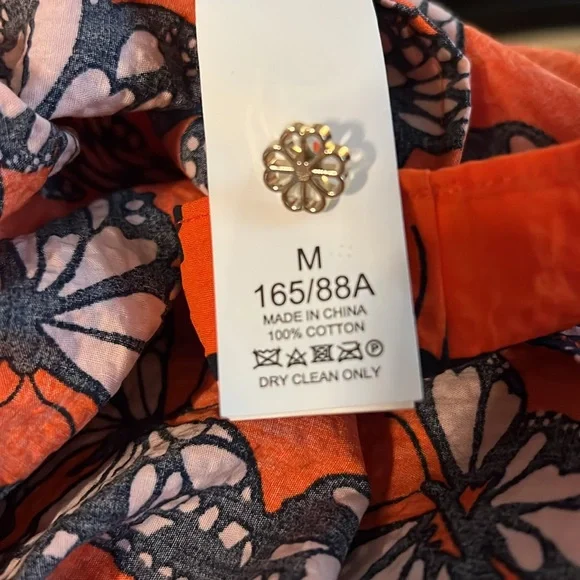 M
165/88A
MADE IN CHINA
100% COTTON
P
DRY CLEAN ONLY